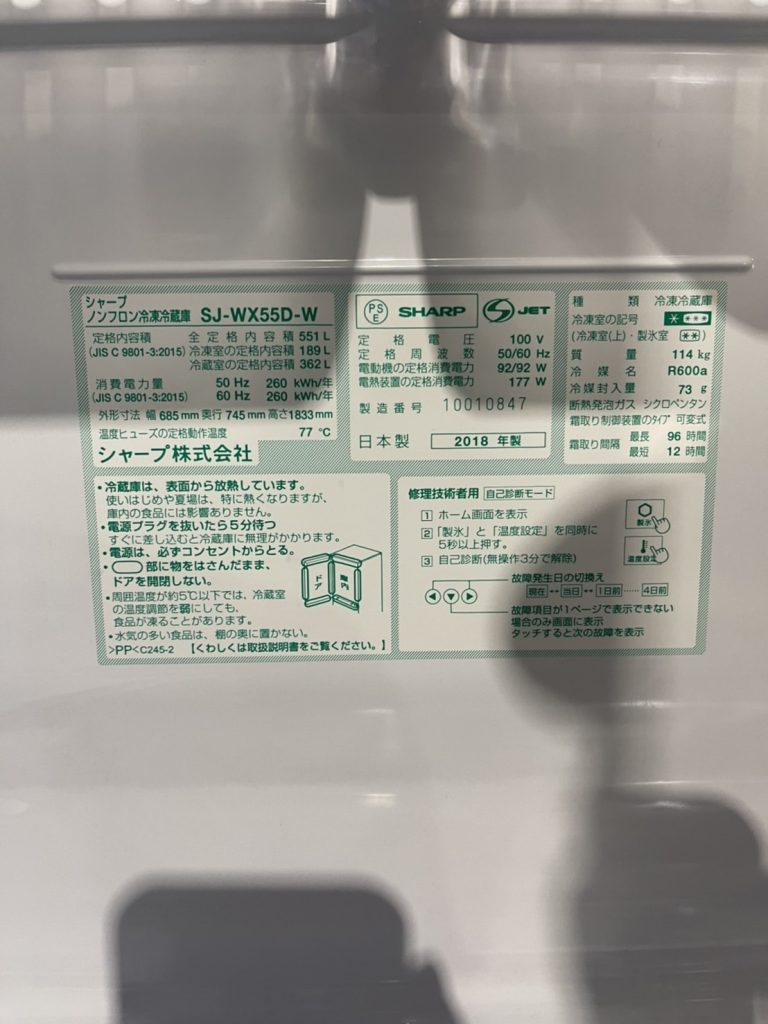 シャープ
ノンフロン冷凍冷蔵庫 SJ-WX55D-W
定格内容積 全定格内容積 551 L
(JIS C 9801-3:2015) 冷凍室の定格内容積 189 L
冷蔵室の定格内容積 362 L
消費電力量 50 Hz 260 kWh/年
(JIS C 9801-3:2015) 60 Hz 260 kWh/年
外形寸法 幅 685 mm 奥行 745 mm 高さ 1833 mm
温度ヒューズの定格動作温度 77 ℃
シャープ株式会社
PS
E
SHARP
JET
定格電圧 100 V
定格周波数 50/60 Hz
電動機の定格消費電力 92/92 W
電熱装置の定格消費電力 177 W
製造番号 10010847
日本製 2018 年製
種類 冷凍冷蔵庫
冷凍室の記号
(冷凍室(上)・製氷室)
質量 114 kg
冷媒名 R600a
冷媒封入量 73 g
断熱発泡ガス シクロペンタン
霜取り制御装置のタイプ 可変式
霜取り間隔 最長 96 時間
最短 12 時間
・冷蔵庫は、表面から放熱しています。
使いはじめや夏場は、特に熱くなりますが、
庫内の食品には影響ありません。
・電源プラグを抜いたら5分待つ
すぐに差し込むと冷蔵庫に無理がかかります。
・電源は、必ずコンセントからとる。
・ 部に物をはさんだまま、
ドアを開閉しない。
・周囲温度が約5℃以下では、冷蔵室
の温度調節を弱にしても、
食品が凍ることがあります。
・水気の多い食品は、棚の奥に置かない。
>PP< C245-2 【くわしくは取扱説明書をご覧ください。】
ドア
庫内
修理技術者用 自己診断モード
1 ホーム画面を表示
2 「製氷」と「温度設定」を同時に
5秒以上押す。
3 自己診断(無操作3分で解除)
製氷
温度設定
故障発生日の切換え
現在 ↔ 当日 ↔ 1日前 …… 4日前
故障項目が1ページで表示できない
場合のみ画面に表示
タッチすると次の故障を表示